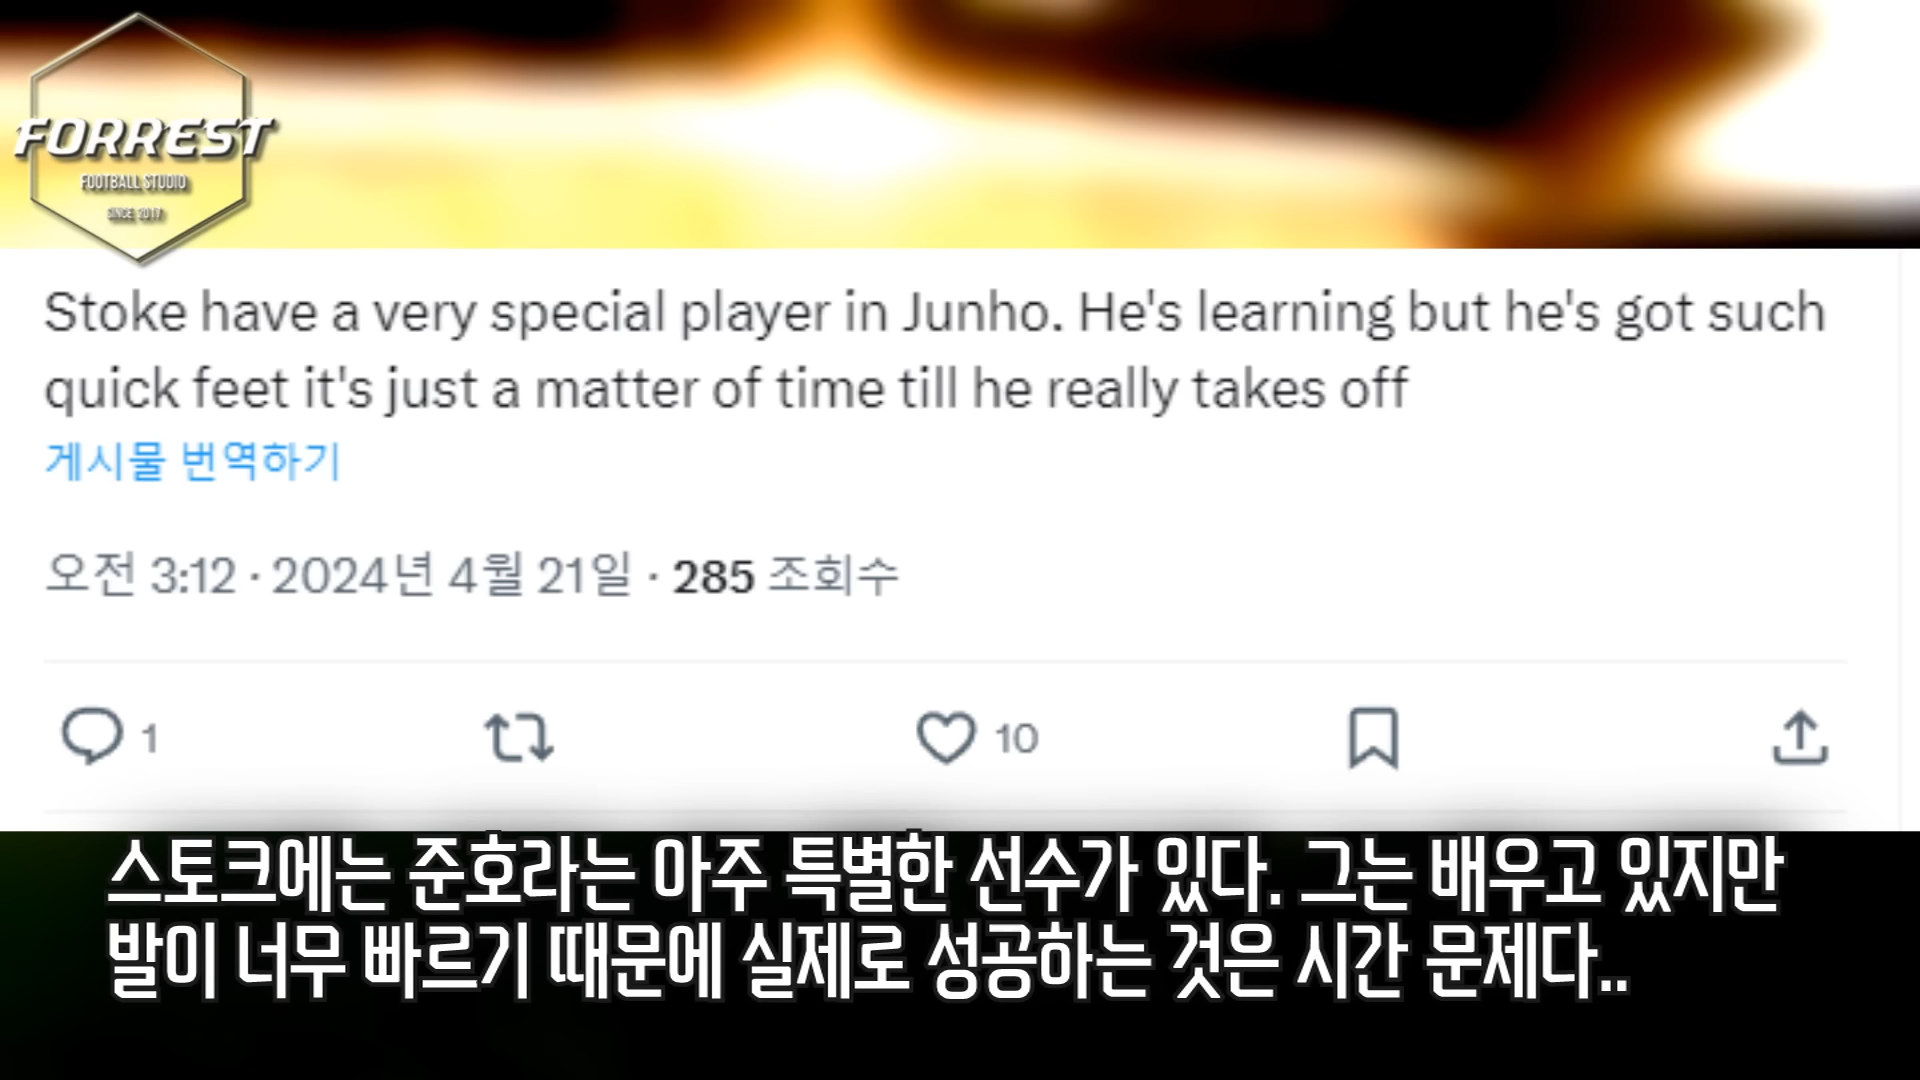 FORREST
FOOTBALL STUDIO
SINCE 2017
Stoke have a very special player in Junho. He's learning but he's got such
quick feet it's just a matter of time till he really takes off
게시물 번역하기
오전 3:12 · 2024년 4월 21일 · 285 조회수
1
10
스토크에는 준호라는 아주 특별한 선수가 있다. 그는 배우고 있지만
발이 너무 빠르기 때문에 실제로 성공하는 것은 시간 문제다..